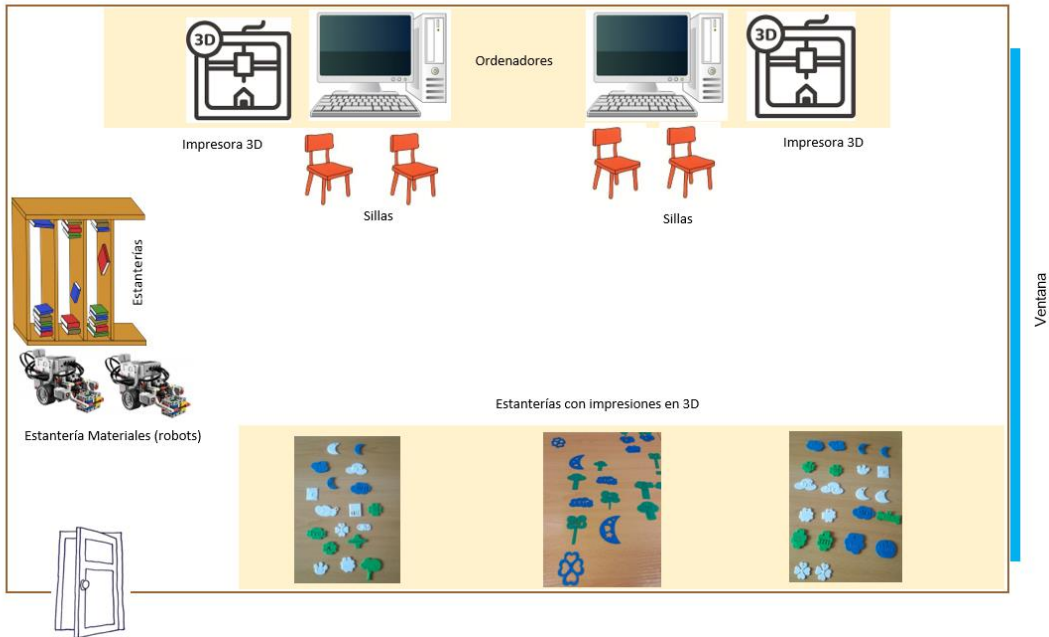 3D
3D
Ordenadores
Impresora 3D
Impresora 3D
Sillas
Sillas
Estanterías
Ventana
Estantería Materiales (robots)
Estanterías con impresiones en 3D